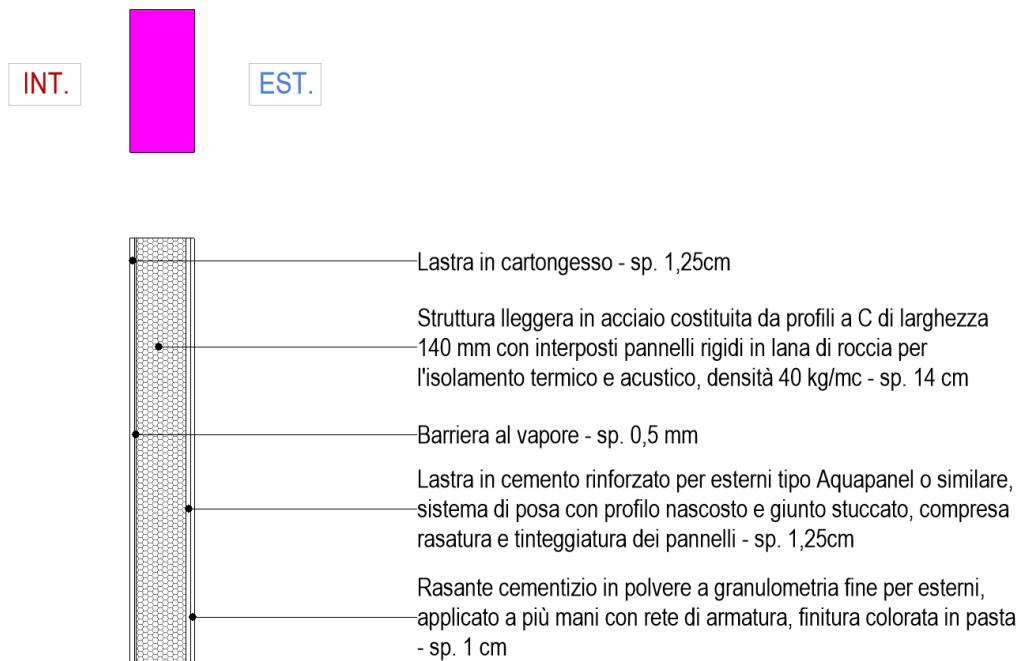 INT.
EST.
Lastra in cartongesso - sp. 1,25cm
Struttura lleggera in acciaio costituita da profili a C di larghezza
140 mm con interposti pannelli rigidi in lana di roccia per
l'isolamento termico e acustico, densità 40 kg/mc - sp. 14 cm
Barriera al vapore - sp. 0,5 mm
Lastra in cemento rinforzato per esterni tipo Aquapanel o similare,
sistema di posa con profilo nascosto e giunto stuccato, compresa
rasatura e tinteggiatura dei pannelli - sp. 1,25cm
Rasante cementizio in polvere a granulometria fine per esterni,
applicato a più mani con rete di armatura, finitura colorata in pasta
- sp. 1 cm